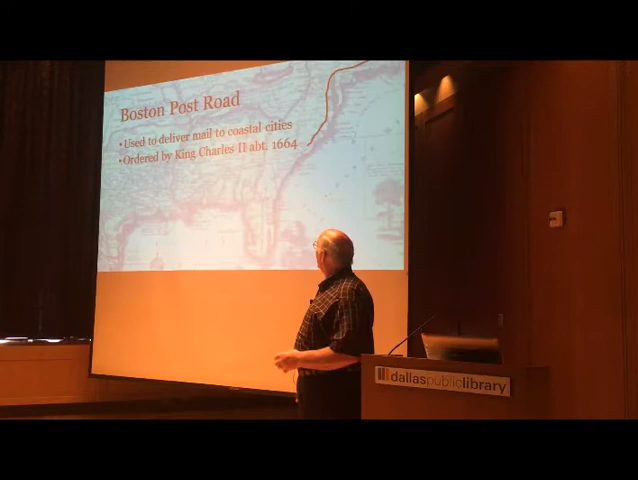 Boston Post Road
• Used to deliver mail to coastal cities
• Ordered by King Charles II abt. 1664
dallaspubliclibrary